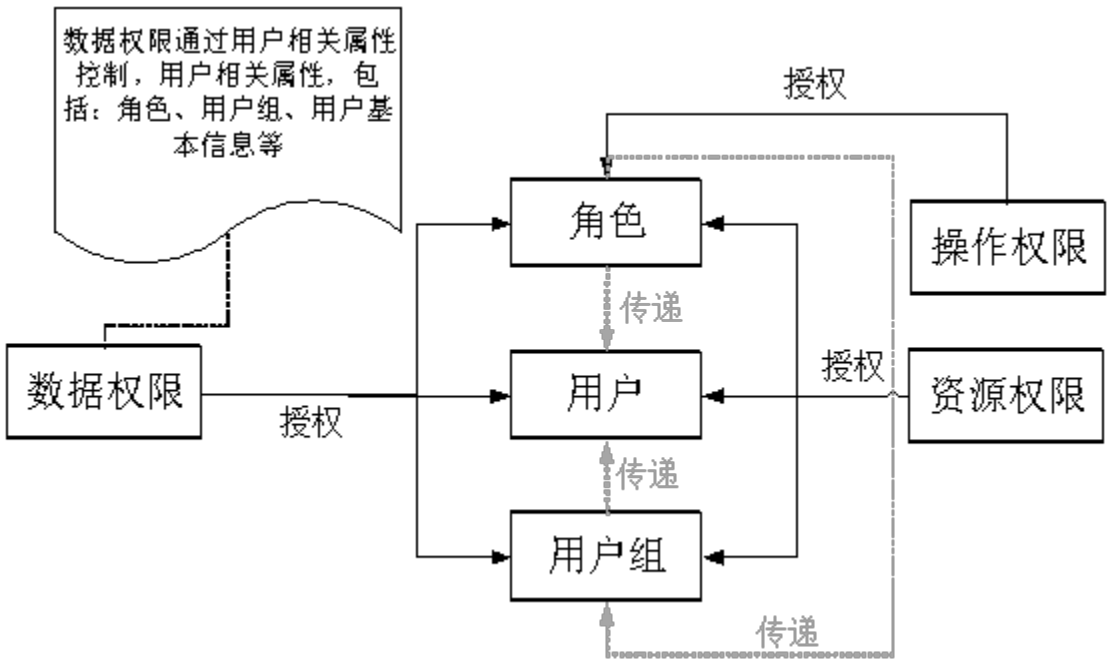 数据权限通过用户相关属性
控制，用户相关属性，包
括：角色、用户组、用户基
本信息等
授权
角色
操作权限
传递
数据权限
授权
用户
授权
资源权限
传递
用户组
传递